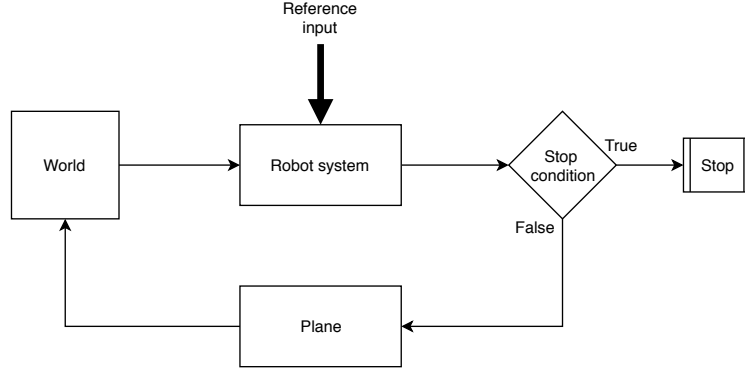 Reference
input
World
Robot system
Stop
condition
True
Stop
False
Plane